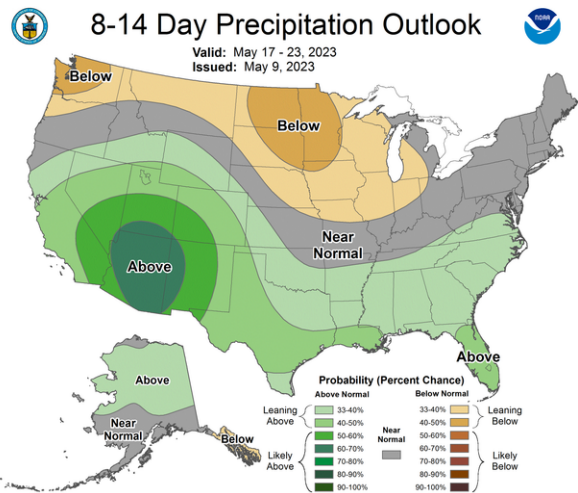 8-14 Day Precipitation Outlook
NOAA
Valid: May 17 - 23, 2023
Issued: May 9, 2023
Below
Below
Near
Normal
Above
Above
Above
Near
Normal
Below
Probability (Percent Chance)
Above Normal
Below Normal
Leaning
Above
33-40%
40-50%
Likely
Above
50-60%
60-70%
70-80%
80-90%
90-100%
Near
Normal
33-40%
40-50%
Leaning
Below
50-60%
60-70%
70-80%
80-90%
90-100%
Likely
Below